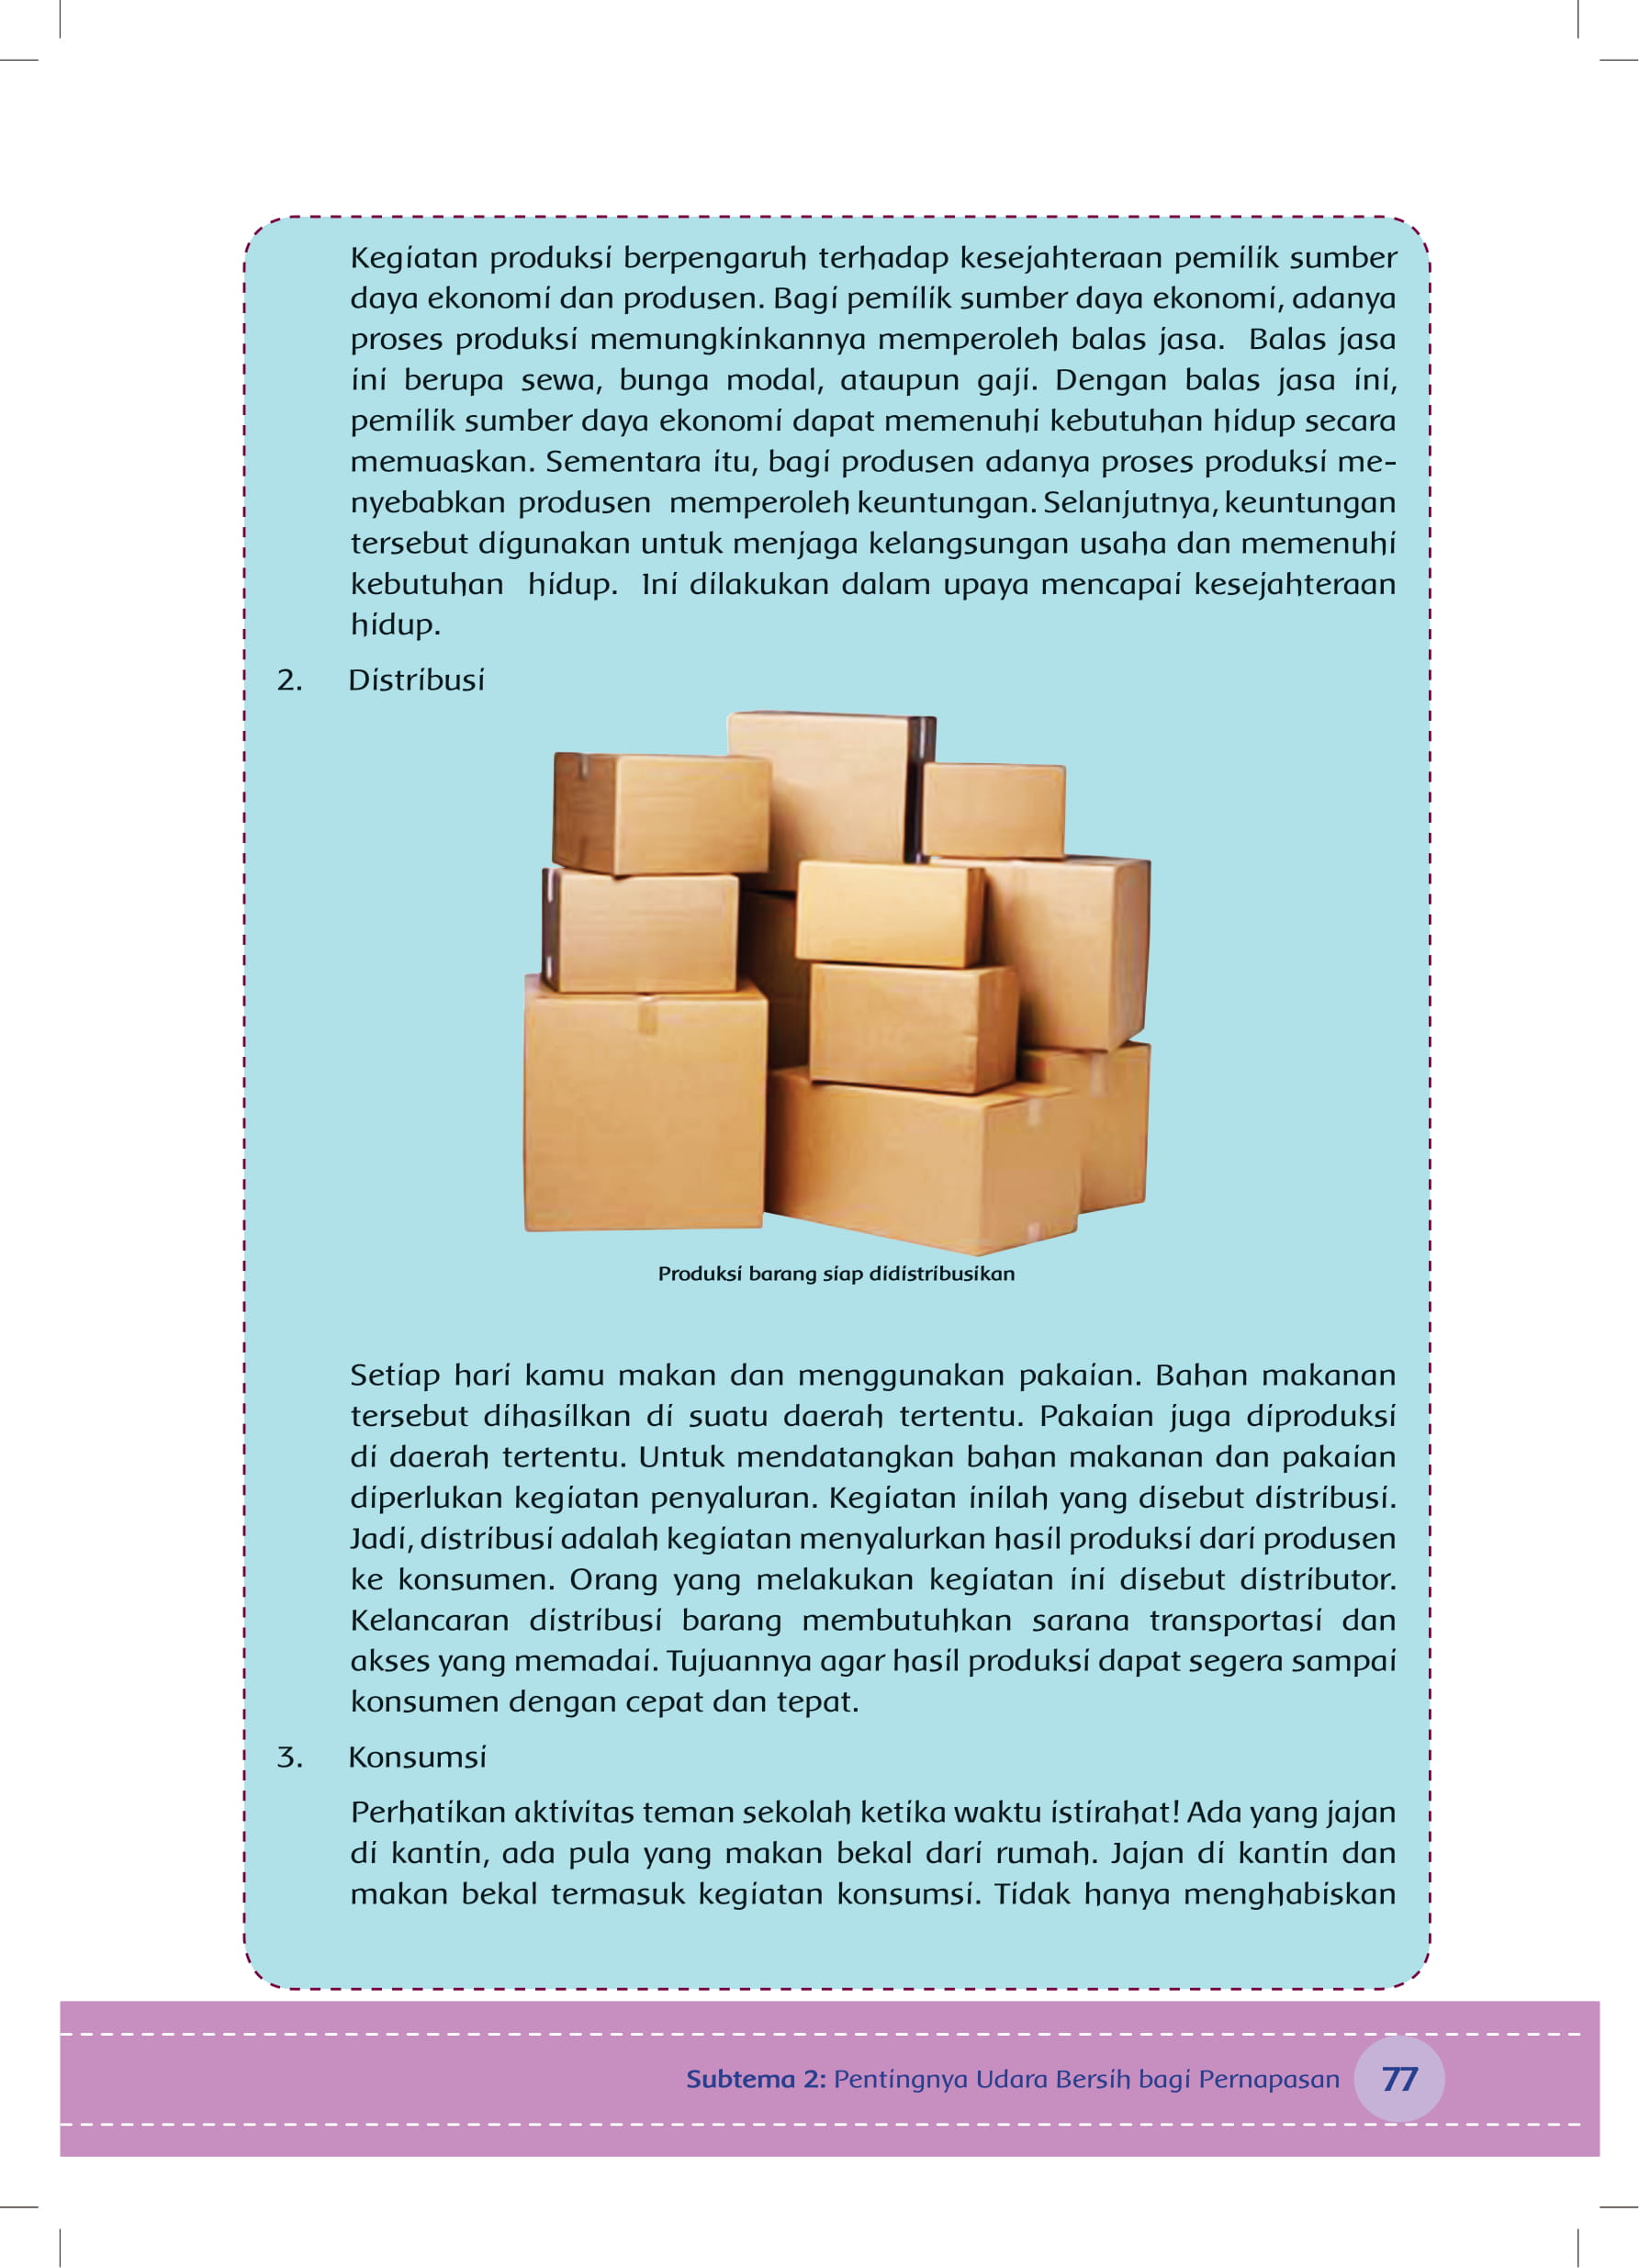 Kegiatan produksi berpengaruh terhadap kesejahteraan pemilik sumber
daya ekonomi dan produsen. Bagi pemilik sumber daya ekonomi, adanya
proses produksi memungkinkannya memperoleh balas jasa.  Balas jasa
ini berupa sewa, bunga modal, ataupun gaji. Dengan balas jasa ini,
pemilik sumber daya ekonomi dapat memenuhi kebutuhan hidup secara
memuaskan. Sementara itu, bagi produsen adanya proses produksi me-
nyebabkan produsen  memperoleh keuntungan. Selanjutnya, keuntungan
tersebut digunakan untuk menjaga kelangsungan usaha dan memenuhi
kebutuhan  hidup.  Ini dilakukan dalam upaya mencapai kesejahteraan
hidup.
2. Distribusi
Produksi barang siap didistribusikan
Setiap hari kamu makan dan menggunakan pakaian. Bahan makanan
tersebut dihasilkan di suatu daerah tertentu. Pakaian juga diproduksi
di daerah tertentu. Untuk mendatangkan bahan makanan dan pakaian
diperlukan kegiatan penyaluran. Kegiatan inilah yang disebut distribusi.
Jadi, distribusi adalah kegiatan menyalurkan hasil produksi dari produsen
ke konsumen. Orang yang melakukan kegiatan ini disebut distributor.
Kelancaran distribusi barang membutuhkan sarana transportasi dan
akses yang memadai. Tujuannya agar hasil produksi dapat segera sampai
konsumen dengan cepat dan tepat.
3. Konsumsi
Perhatikan aktivitas teman sekolah ketika waktu istirahat! Ada yang jajan
di kantin, ada pula yang makan bekal dari rumah. Jajan di kantin dan
makan bekal termasuk kegiatan konsumsi. Tidak hanya menghabiskan
Subtema 2: Pentingnya Udara Bersih bagi Pernapasan 77